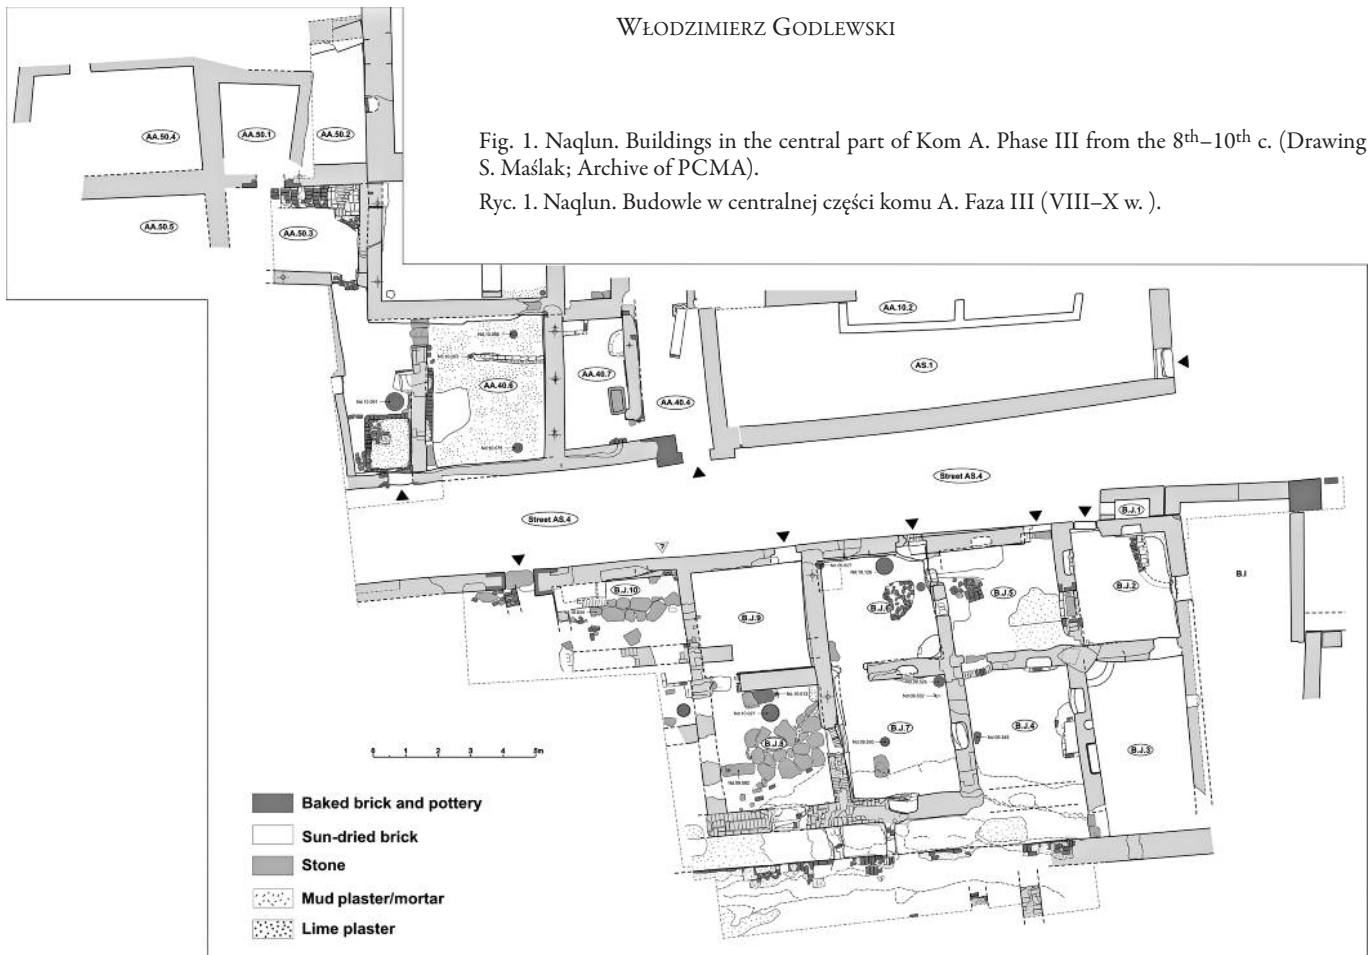 WŁODZIMIERZ GODLEWSKI
Fig. 1. Naqlun. Buildings in the central part of Kom A. Phase III from the 8th–10th c. (Drawing
S. Maślak; Archive of PCMA).
Ryc. 1. Naqlun. Budowle w centralnej części komu A. Faza III (VIII–X w. ).
AA.50.4
AA.50.1
AA.50.2
AA.50.5
AA.50.3
AA.10.2
AS.1
AA.40.6
AA.40.7
AA.40.4
Street AS.4
Street AS.4
?
B.J.1
B.I
B.J.10
B.J.9
B.J.6
B.J.5
B.J.2
B.J.8
B.J.7
B.J.4
B.J.3
0 1 2 3 4 5m
Baked brick and pottery
Sun-dried brick
Stone
Mud plaster/mortar
Lime plaster